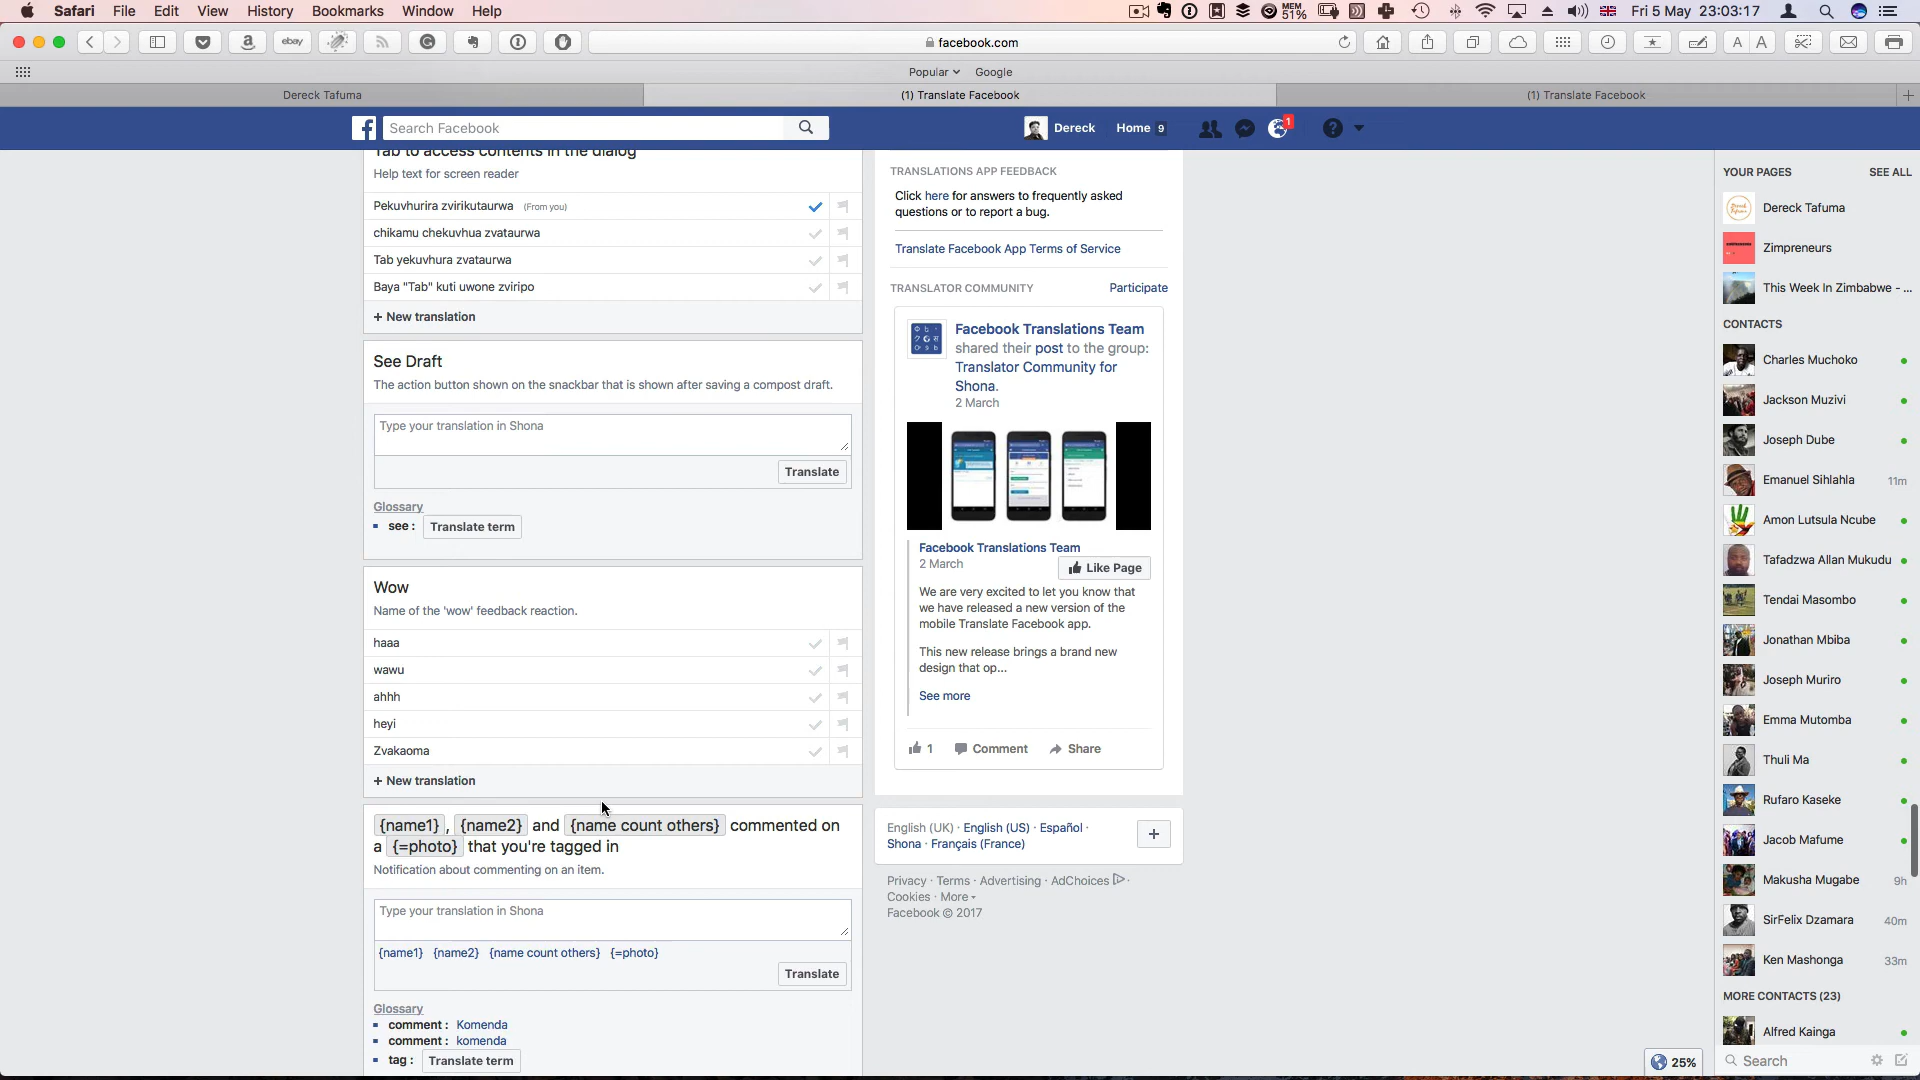 Safari File Edit View History Bookmarks Window Help
MEM 51%
Fri 5 May 23:03:17
ebay
facebook.com
A A
Popular Google
Dereck Tafuma
(1) Translate Facebook
(1) Translate Facebook
Search Facebook
Dereck
Home 9
1
Tab to access contents in the dialog
Help text for screen reader
Pekuvhurira zvirikutaurwa (From you)
chikamu chekuvhua zvataurwa
Tab yekuvhura zvataurwa
Baya "Tab" kuti uwone zviripo
+ New translation
See Draft
The action button shown on the snackbar that is shown after saving a compost draft.
Type your translation in Shona
Translate
Glossary
see : Translate term
Wow
Name of the 'wow' feedback reaction.
haaa
wawu
ahhh
heyi
Zvakaoma
+ New translation
{name1} , {name2} and {name count others} commented on
a {=photo} that you're tagged in
Notification about commenting on an item.
Type your translation in Shona
{name1} {name2} {name count others} {=photo}
Translate
Glossary
comment : Komenda
comment : komenda
tag : Translate term
TRANSLATIONS APP FEEDBACK
Click here for answers to frequently asked
questions or to report a bug.
Translate Facebook App Terms of Service
TRANSLATOR COMMUNITY Participate
Facebook Translations Team
shared their post to the group:
Translator Community for
Shona.
2 March
Facebook Translations Team
2 March
Like Page
We are very excited to let you know that
we have released a new version of the
mobile Translate Facebook app.
This new release brings a brand new
design that op...
See more
1 Comment Share
English (UK) · English (US) · Español ·
Shona · Français (France)
+
Privacy · Terms · Advertising · AdChoices ·
Cookies · More
Facebook © 2017
YOUR PAGES SEE ALL
Dereck Tafuma
Zimpreneurs
This Week In Zimbabwe - ...
CONTACTS
Charles Muchoko
Jackson Muzivi
Joseph Dube
Emanuel Sihlahla 11m
Amon Lutsula Ncube
Tafadzwa Allan Mukudu
Tendai Masombo
Jonathan Mbiba
Joseph Muriro
Emma Mutomba
Thuli Ma
Rufaro Kaseke
Jacob Mafume
Makusha Mugabe 9h
SirFelix Dzamara 40m
Ken Mashonga 33m
MORE CONTACTS (23)
Alfred Kainga
25%
Search